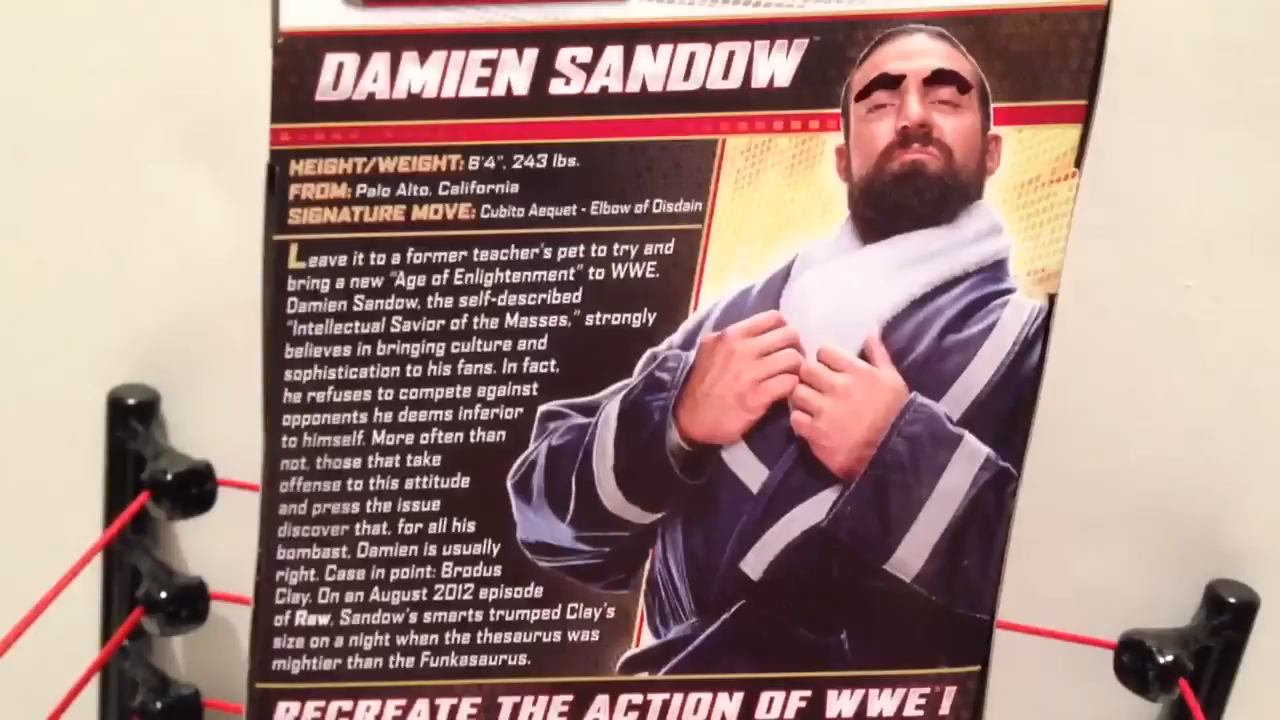 DAMIEN SANDOW™
HEIGHT/WEIGHT: 6'4", 243 lbs.
FROM: Palo Alto, California
SIGNATURE MOVE: Cubito Aequet - Elbow of Disdain
Leave it to a former teacher's pet to try and
bring a new "Age of Enlightenment" to WWE.
Damien Sandow, the self-described
"Intellectual Savior of the Masses," strongly
believes in bringing culture and
sophistication to his fans. In fact,
he refuses to compete against
opponents he deems inferior
to himself. More often than
not, those that take
offense to this attitude
and press the issue
discover that, for all his
bombast, Damien is usually
right. Case in point: Brodus
Clay. On an August 2012 episode
of Raw, Sandow's smarts trumped Clay's
size on a night when the thesaurus was
mightier than the Funkasaurus.
RECREATE THE ACTION OF WWE®!